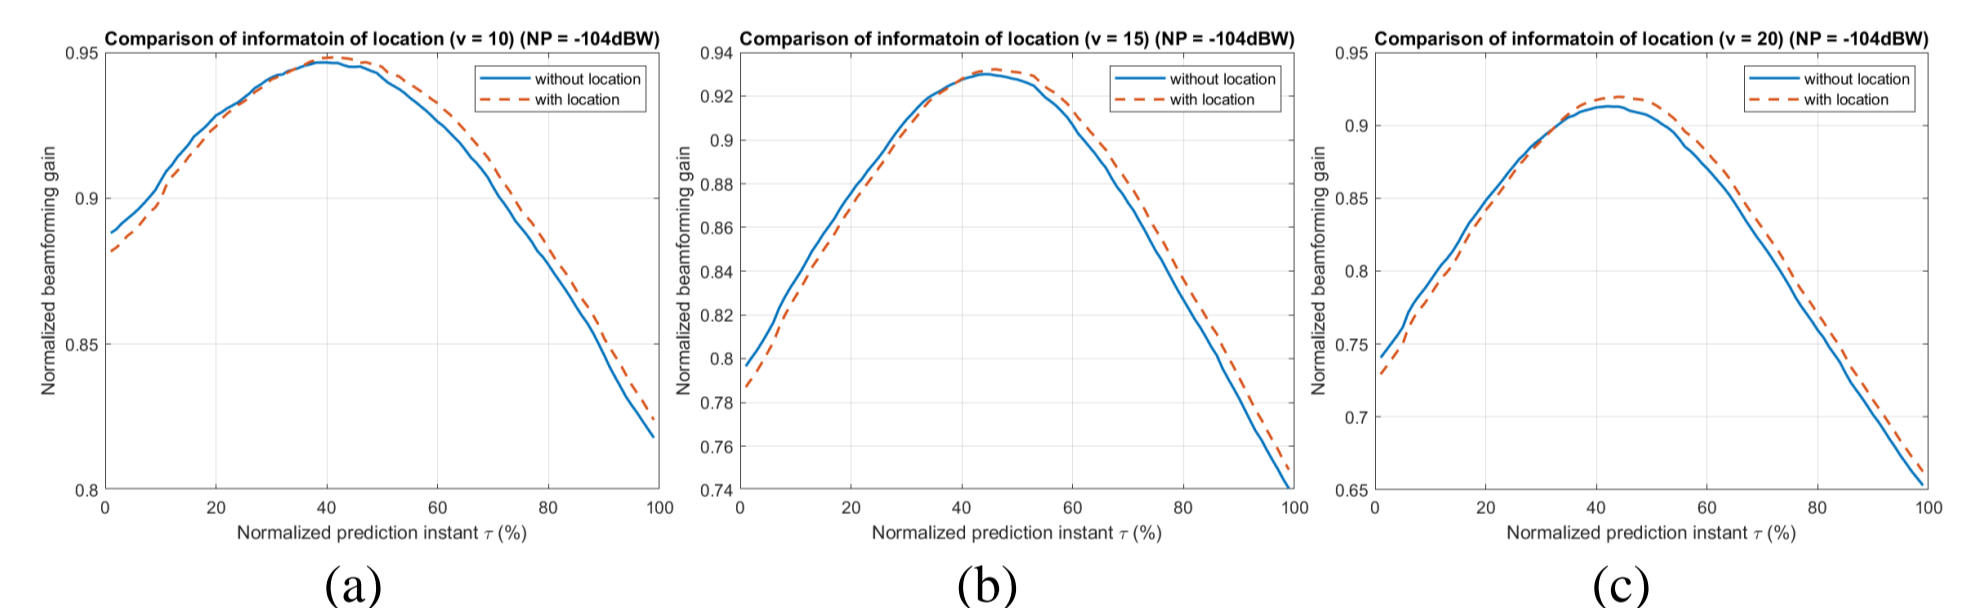 Comparison of informatoin of location (v = 10) (NP = -104dBW)
0.95
0.9
0.85
0.8
Normalized beamforming gain
without location
with location
0 20 40 60 80 100
Normalized prediction instant τ (%)
(a)
Comparison of informatoin of location (v = 15) (NP = -104dBW)
0.94
0.92
0.9
0.88
0.86
0.84
0.82
0.8
0.78
0.76
0.74
Normalized beamforming gain
without location
with location
0 20 40 60 80 100
Normalized prediction instant τ (%)
(b)
Comparison of informatoin of location (v = 20) (NP = -104dBW)
0.95
0.9
0.85
0.8
0.75
0.7
0.65
Normalized beamforming gain
without location
with location
0 20 40 60 80 100
Normalized prediction instant τ (%)
(c)